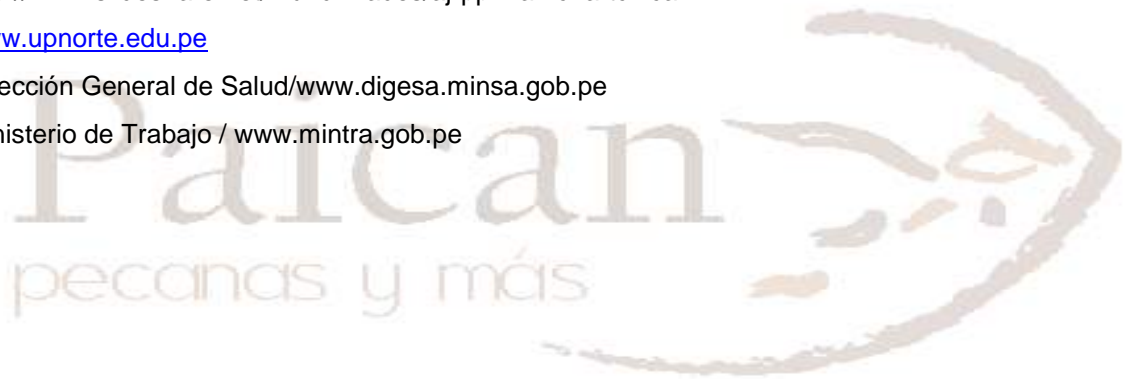 w.upnorte.edu.pe
ección General de Salud/www.digesa.minsa.gob.pe
nisterio de Trabajo / www.mintra.gob.pe
Paican
pecanas y más